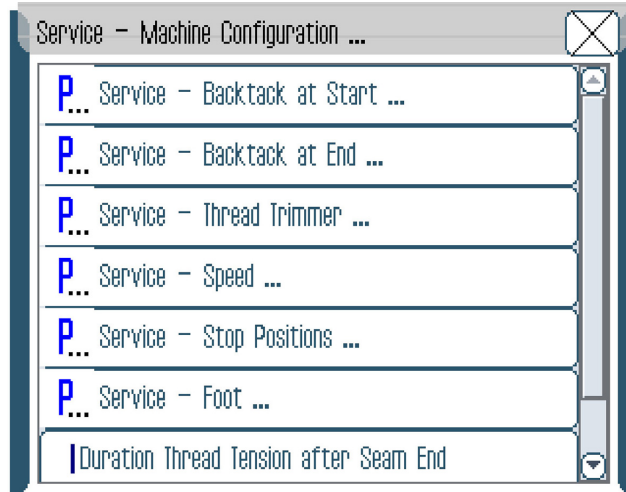 Service - Machine Configuration ...
P... Service - Backtack at Start ...
P... Service - Backtack at End ...
P... Service - Thread Trimmer ...
P... Service - Speed ...
P... Service - Stop Positions ...
P... Service - Foot ...
Duration Thread Tension after Seam End